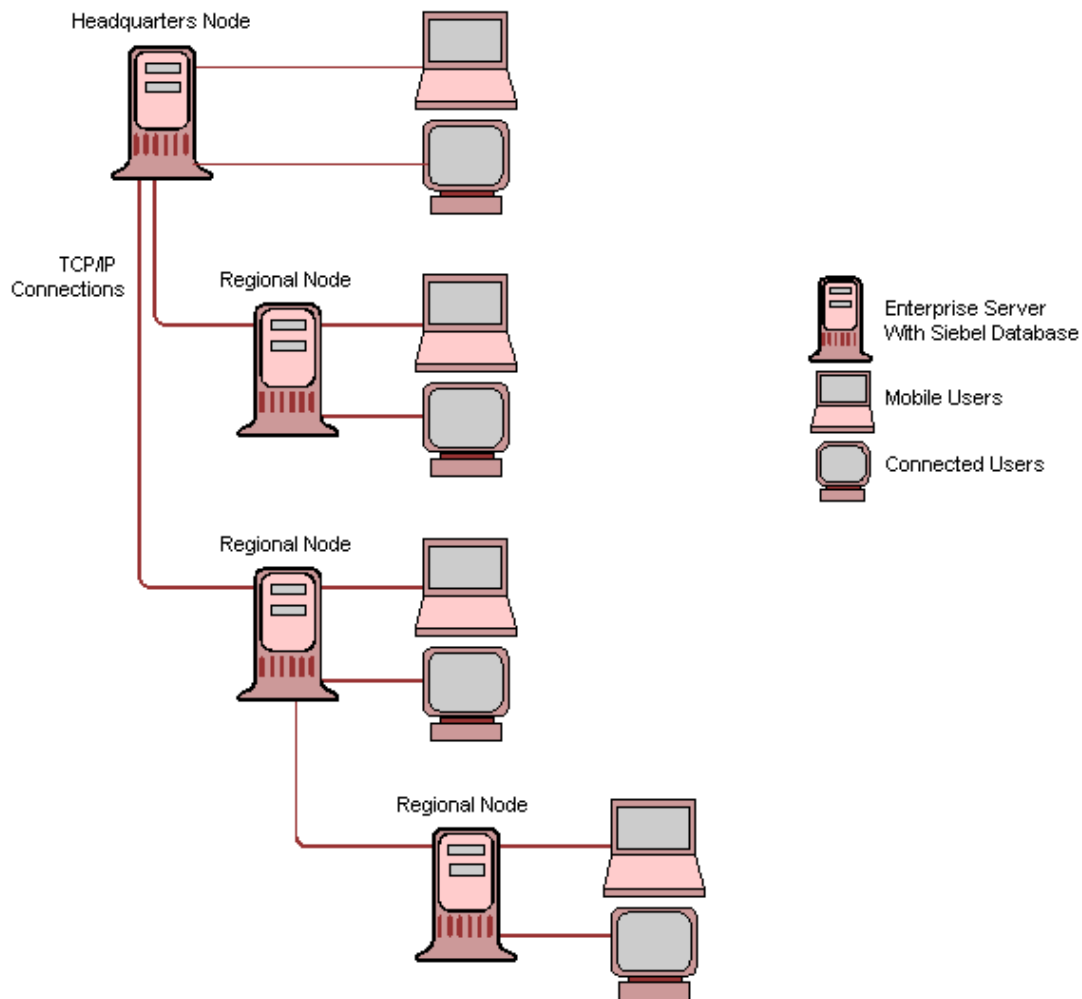 Headquarters Node
TCP/IP
Connections
Regional Node
Enterprise Server
With Siebel Database
Mobile Users
Connected Users
Regional Node
Regional Node